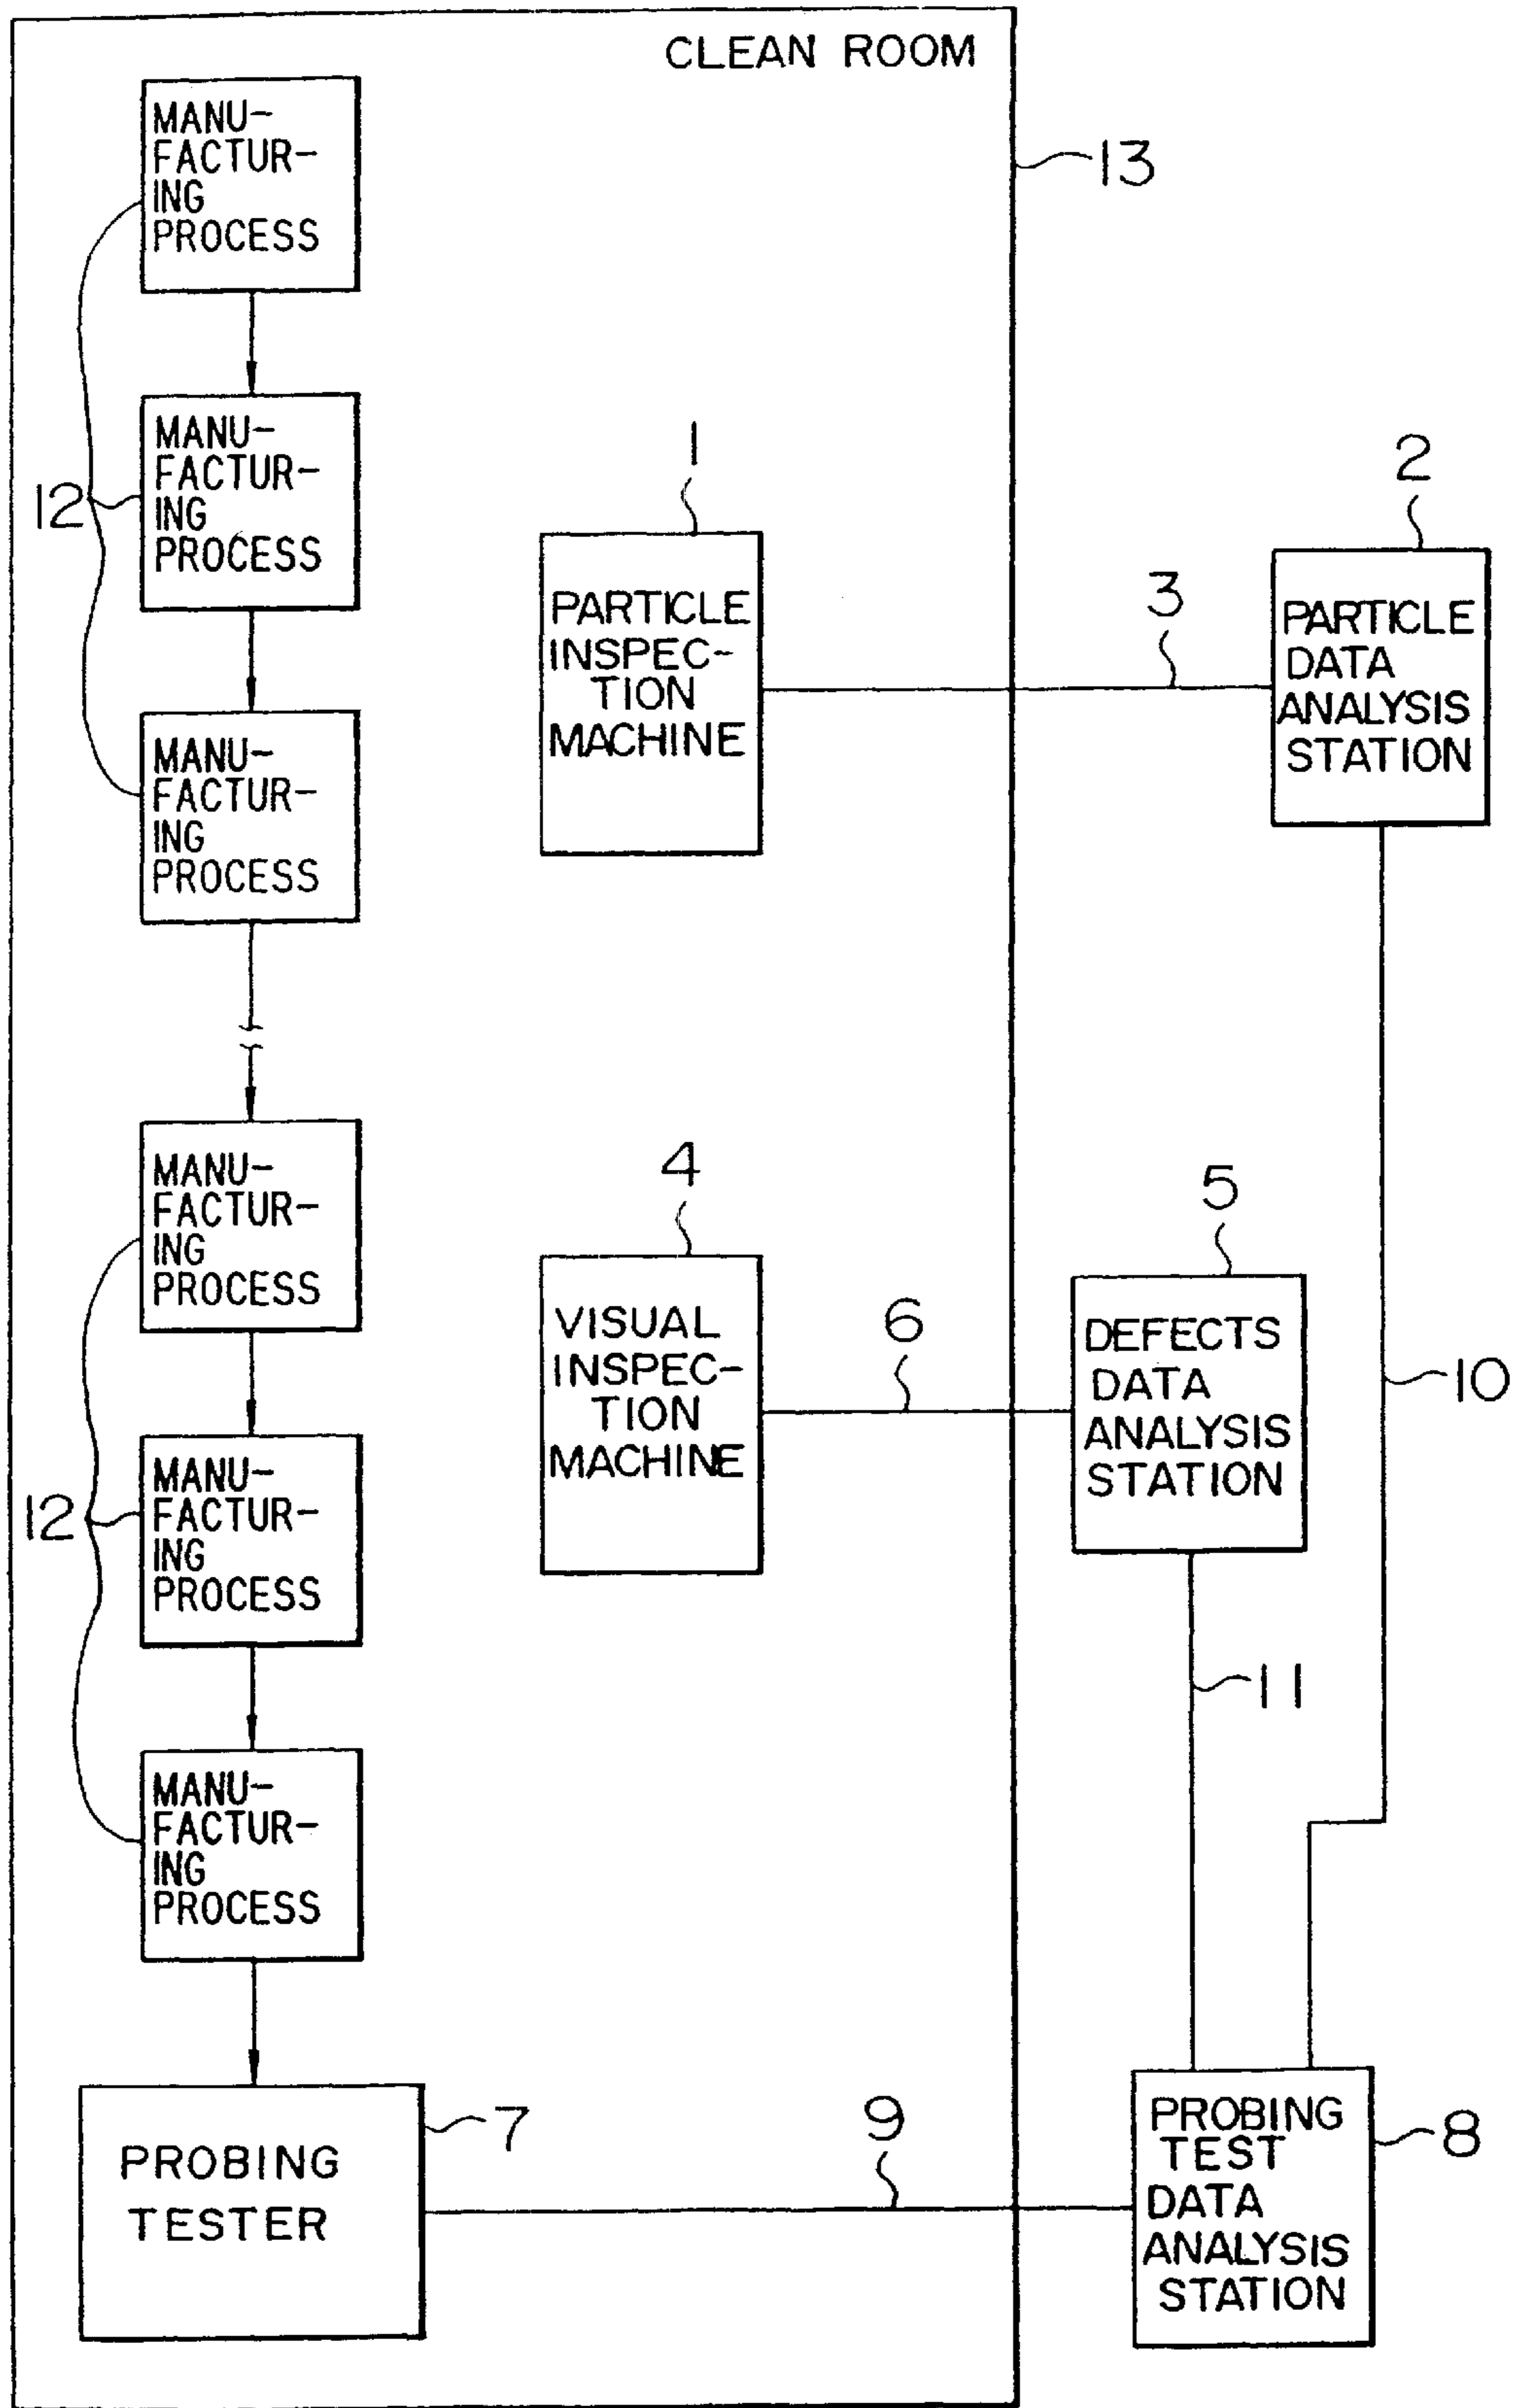 CLEAN ROOM
13
MANU-
FACTUR-
ING
PROCESS
12
MANU-
FACTUR-
ING
PROCESS
MANU-
FACTUR-
ING
PROCESS
1
PARTICLE
INSPEC-
TION
MACHINE
3
2
PARTICLE
DATA
ANALYSIS
STATION
10
MANU-
FACTUR-
ING
PROCESS
12
MANU-
FACTUR-
ING
PROCESS
MANU-
FACTUR-
ING
PROCESS
4
VISUAL
INSPEC-
TION
MACHINE
6
5
DEFECTS
DATA
ANALYSIS
STATION
11
7
PROBING
TESTER
9
8
PROBING
TEST
DATA
ANALYSIS
STATION